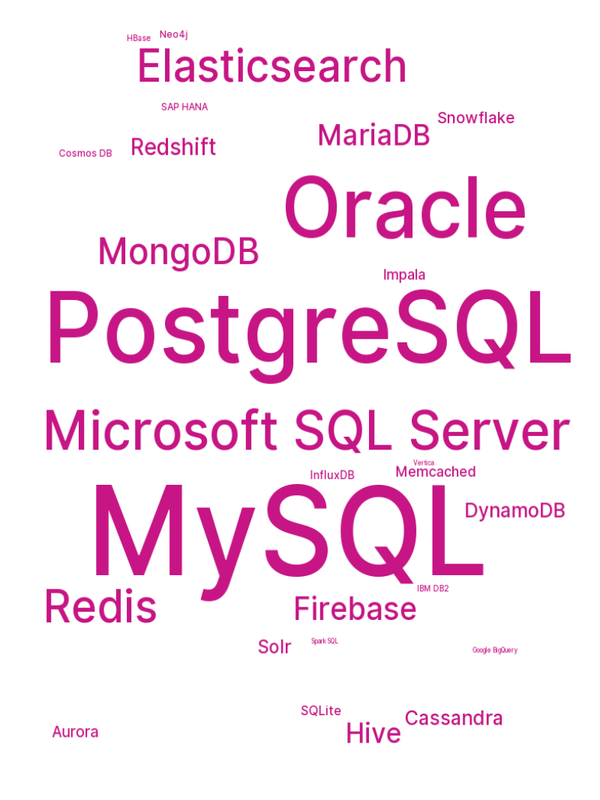 HBase
Neo4j
Elasticsearch
SAP HANA
Snowflake
MariaDB
Redshift
Cosmos DB
Oracle
MongoDB
Impala
PostgreSQL
Microsoft SQL Server
Vertica
InfluxDB
Memcached
MySQL
DynamoDB
IBM DB2
Redis
Firebase
Solr
Spark SQL
Google BigQuery
SQLite
Cassandra
Aurora
Hive